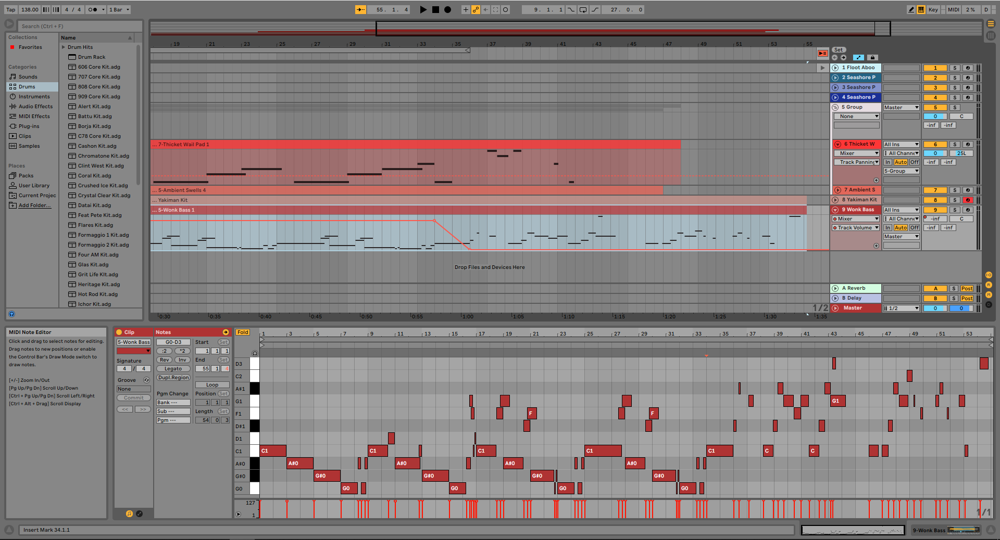 Tap 138.00 4 / 4 1 Bar
55. 1. 4
9. 1. 1
27. 0. 0
Key MIDI 2 % D
Search (Ctrl + F)
Collections
Favorites
Categories
Sounds
Drums
Instruments
Audio Effects
MIDI Effects
Plug-ins
Clips
Samples
Places
Packs
User Library
Current Projec
Add Folder...
Name
Drum Hits
Drum Rack
606 Core Kit.adg
707 Core Kit.adg
808 Core Kit.adg
909 Core Kit.adg
Alert Kit.adg
Battu Kit.adg
Borja Kit.adg
C78 Core Kit.adg
Cashon Kit.adg
Chromatone Kit.adg
Clint West Kit.adg
Coral Kit.adg
Crushed Ice Kit.adg
Crystal Clear Kit.adg
Datai Kit.adg
Feat Pete Kit.adg
Flares Kit.adg
Formaggio 1 Kit.adg
Formaggio 2 Kit.adg
Four AM Kit.adg
Glas Kit.adg
Grit Life KIt.adg
Heritage Kit.adg
Hot Rod Kit.adg
Ichor Kit.adg
19 21 23 25 27 29 31 33 35 37 39 41 43 45 47 49 51 53 55
Set
1 Floot Aboo 1 S
2 Seashore P 2 S
3 Seashore P 3 S
4 Seashore P 4 S
5 Group Master 5 S
None 0 C
-inf -inf
... 7-Thicket Wail Pad 1
6 Thicket W All Ins 6 S
Mixer All Channe 0 25L
Track Panning In Auto Off -inf -inf
5-Group
... 5-Ambient Swells 4
7 Ambient S 7 S
... Yakiman Kit
8 Yakiman Kit 8 S
... 5-Wonk Bass 1
9 Wonk Bass All Ins 9 S
Mixer All Channe -inf C
Track Volume In Auto Off -inf -inf
Master
Drop Files and Devices Here
A Reverb A S Post
B Delay B S Post
1/2
Master 1/2 0 0
0:30 0:35 0:40 0:45 0:50 0:55 1:00 1:05 1:10 1:15 1:20 1:25 1:30 1:35
I·O
R
M
D
MIDI Note Editor
Click and drag to select notes for editing.
Drag notes to new positions or enable
the Control Bar's Draw Mode switch to
draw notes.
[+/-] Zoom In/Out
[Pg Up/Pg Dn] Scroll Up/Down
[Ctrl + Pg Up/Pg Dn] Scroll Left/Right
[Ctrl + Alt + Drag] Scroll Display
Clip
5-Wonk Bass
Signature
4 / 4
Groove
None
Commit
<< >>
Notes
G0-D3
:2 *2
Rev Inv
Legato
Dupl.Region
Pgm Change
Bank ---
Sub ---
Pgm ---
Start Set
1 1 1
End Set
55 1 4
Loop
Position Set
1 1 1
Length Set
54 0 3
Fold
1 3 5 7 9 11 13 15 17 19 21 23 25 27 29 31 33 35 37 39 41 43 45 47 49 51 53
D3
C2
A#1
G1 G1
F1 F F
D#1
D1
C1 C1 C1 C1 C1 C1 C C
A#0 A#0 A#0 A#0 A#0
G#0 G#0 G#0 G#0 G#0
G0 G0 G0 G0 G0
127
1
1/1
Insert Mark 34.1.1
9-Wonk Bass